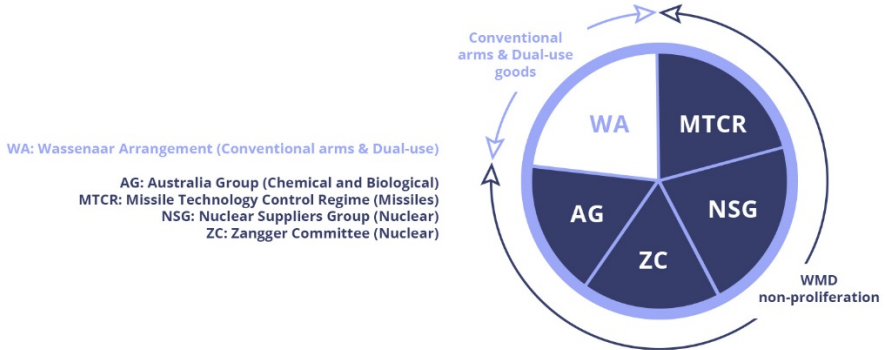 Conventional
arms & Dual-use
goods
WA: Wassenaar Arrangement (Conventional arms & Dual-use)
AG: Australia Group (Chemical and Biological)
MTCR: Missile Technology Control Regime (Missiles)
NSG: Nuclear Suppliers Group (Nuclear)
ZC: Zangger Committee (Nuclear)
WA
MTCR
AG
NSG
ZC
WMD
non-proliferation